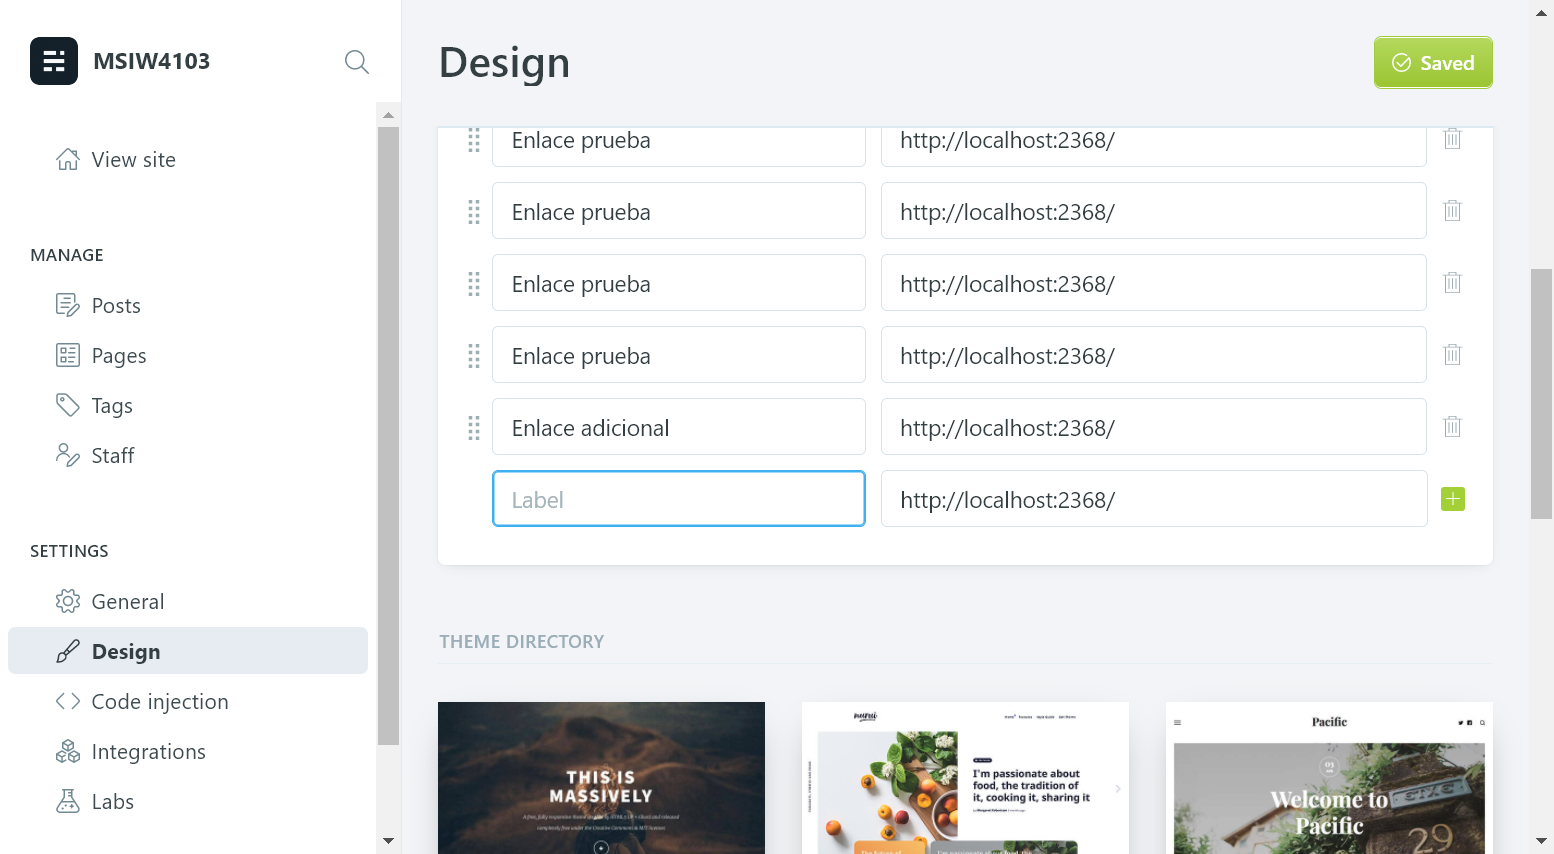 MSIW4103
Design
Saved
View site
MANAGE
Posts
Pages
Tags
Staff
SETTINGS
General
Design
Code injection
Integrations
Labs
Enlace prueba http://localhost:2368/
Enlace prueba http://localhost:2368/
Enlace prueba http://localhost:2368/
Enlace prueba http://localhost:2368/
Enlace adicional http://localhost:2368/
Label http://localhost:2368/
THEME DIRECTORY
THIS IS
MASSIVELY
I'm passionate about
food, the tradition of
it, cooking it, sharing it
Pacific
03
Welcome to
Pacific
29